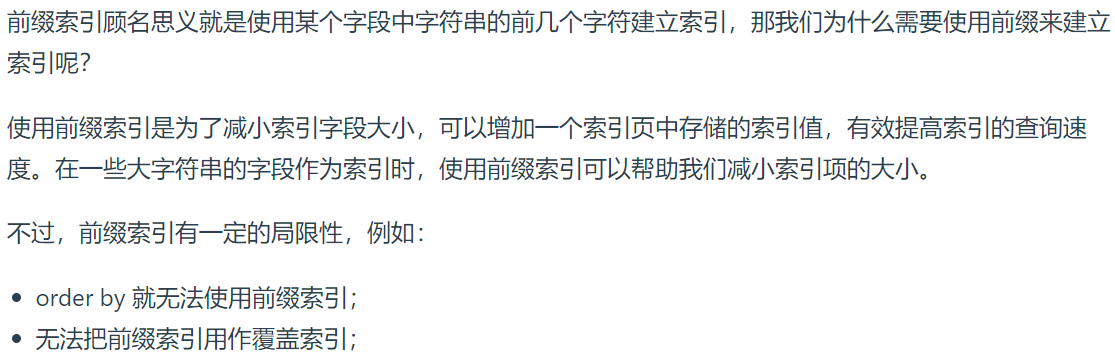 前缀索引顾名思义就是使用某个字段中字符串的前几个字符建立索引，那我们为什么需要使用前缀来建立
索引呢？
使用前缀索引是为了减小索引字段大小，可以增加一个索引页中存储的索引值，有效提高索引的查询速
度。在一些大字符串的字段作为索引时，使用前缀索引可以帮助我们减小索引项的大小。
不过，前缀索引有一定的局限性，例如：
• order by 就无法使用前缀索引；
• 无法把前缀索引用作覆盖索引；